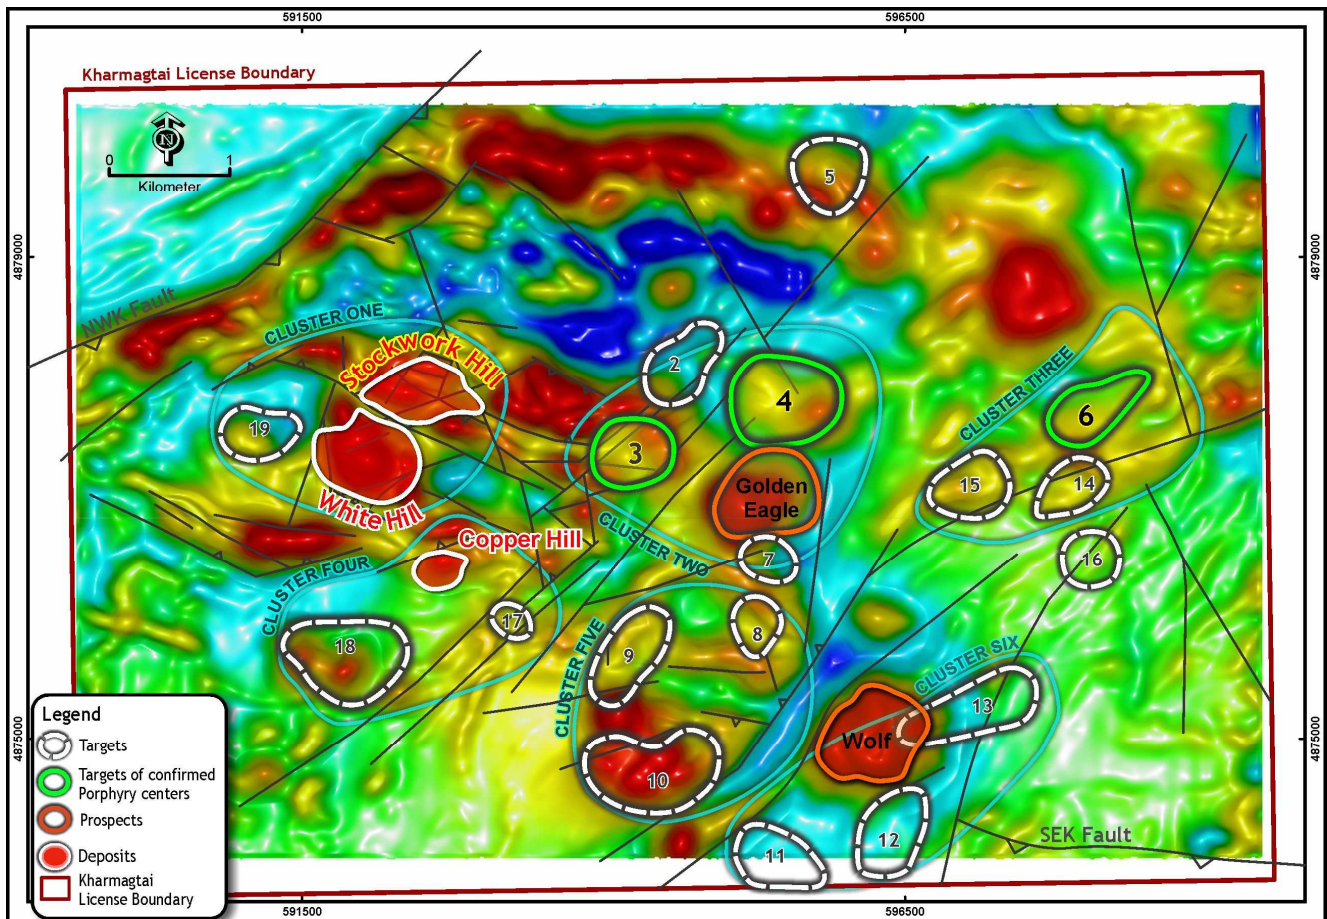 591500
596500
Kharmagtai License Boundary
N
0 1
Kilometer
5
4879000
4879000
NWK Fault
CLUSTER ONE
Stockwork Hill
2
4
CLUSTER THREE
6
19
3
White Hill
Golden
Eagle
15
14
Copper Hill
CLUSTER TWO
7
16
CLUSTER FOUR
17
8
18
9
CLUSTER FIVE
CLUSTER SIX
13
Wolf
10
4875000
4875000
12
11
SEK Fault
Legend
Targets
Targets of confirmed
Porphyry centers
Prospects
Deposits
Kharmagtai
License Boundary
591500
596500